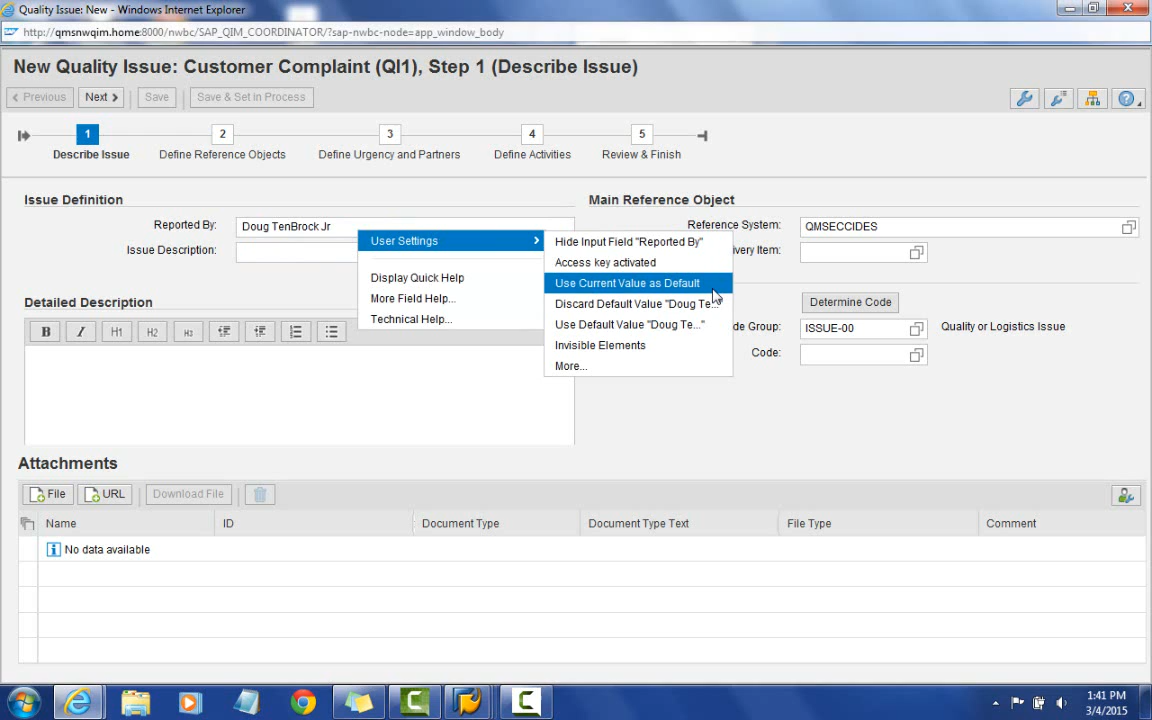 Quality Issue: New - Windows Internet Explorer
http://qmsnwqim.home:8000/nwbc/SAP_QIM_COORDINATOR/?sap-nwbc-node=app_window_body
New Quality Issue: Customer Complaint (QI1), Step 1 (Describe Issue)
Previous Next Save Save & Set In Process
1 2 3 4 5
Describe Issue Define Reference Objects Define Urgency and Partners Define Activities Review & Finish
Issue Definition Main Reference Object
Reported By: Doug TenBrock Jr Reference System: QMSECCIDES
Issue Description: very Item:
User Settings
Display Quick Help
More Field Help...
Technical Help...
Hide Input Field "Reported By"
Access key activated
Use Current Value as Default
Discard Default Value "Doug Te..."
Use Default Value "Doug Te..."
Invisible Elements
More...
Detailed Description Determine Code
B I H1 H2 H3
de Group: ISSUE-00 Quality or Logistics Issue
Code:
Attachments
File URL Download File
Name ID Document Type Document Type Text File Type Comment
No data available
1:41 PM
3/4/2015